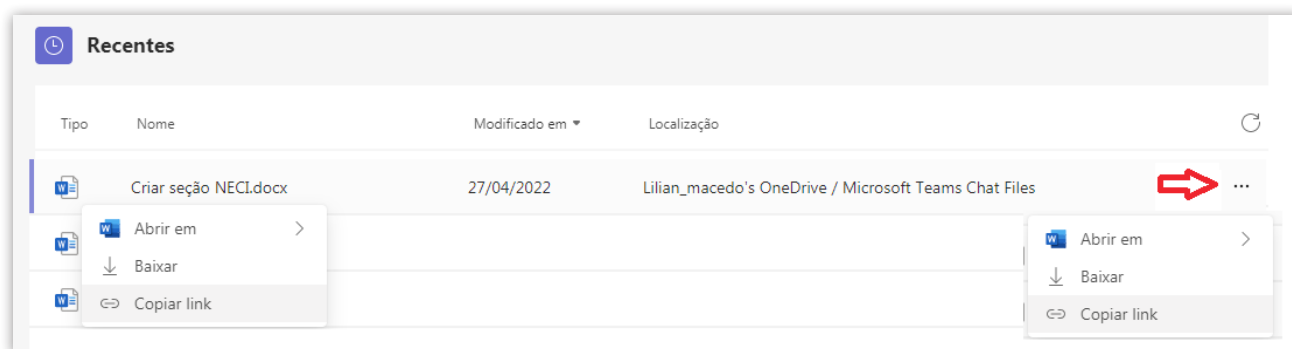 Recentes
Tipo Nome Modificado em Localização
Criar seção NECI.docx 27/04/2022 Lilian_macedo's OneDrive / Microsoft Teams Chat Files
Abrir em
Baixar
Copiar link
Abrir em
Baixar
Copiar link